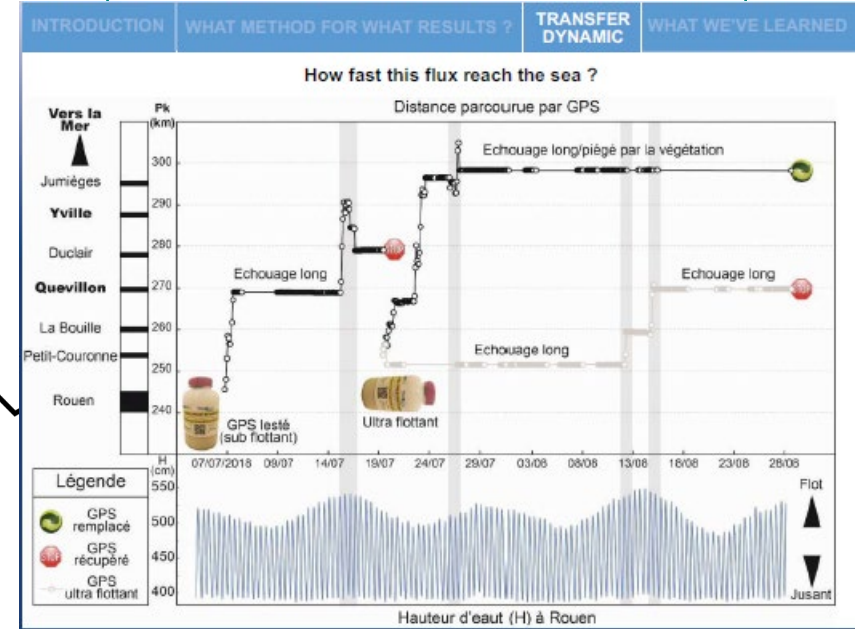 INTRODUCTION
WHAT METHOD FOR WHAT RESULTS ?
TRANSFER
DYNAMIC
WHAT WE'VE LEARNED
How fast this flux reach the sea ?
Distance parcourue par GPS
Vers la
Mer
Pk
(km)
Jumièges
Yville
Duclair
Quevillon
La Bouille
Petit-Couronne
Rouen
300
290
280
270
260
250
240
Echouage long/piégé par la végétation
Echouage long
Echouage long
Echouage long
GPS lesté
(sub flottant)
Ultra flottant
07/07/2018 09/07 14/07 19/07 24/07 29/07 03/08 08/08 13/08 18/08 23/08 28/08
Légende
GPS
remplacé
GPS
récupéré
GPS
ultra flottant
H
(cm)
550
500
450
400
Flot
Jusant
Hauteur d'eaut (H) à Rouen